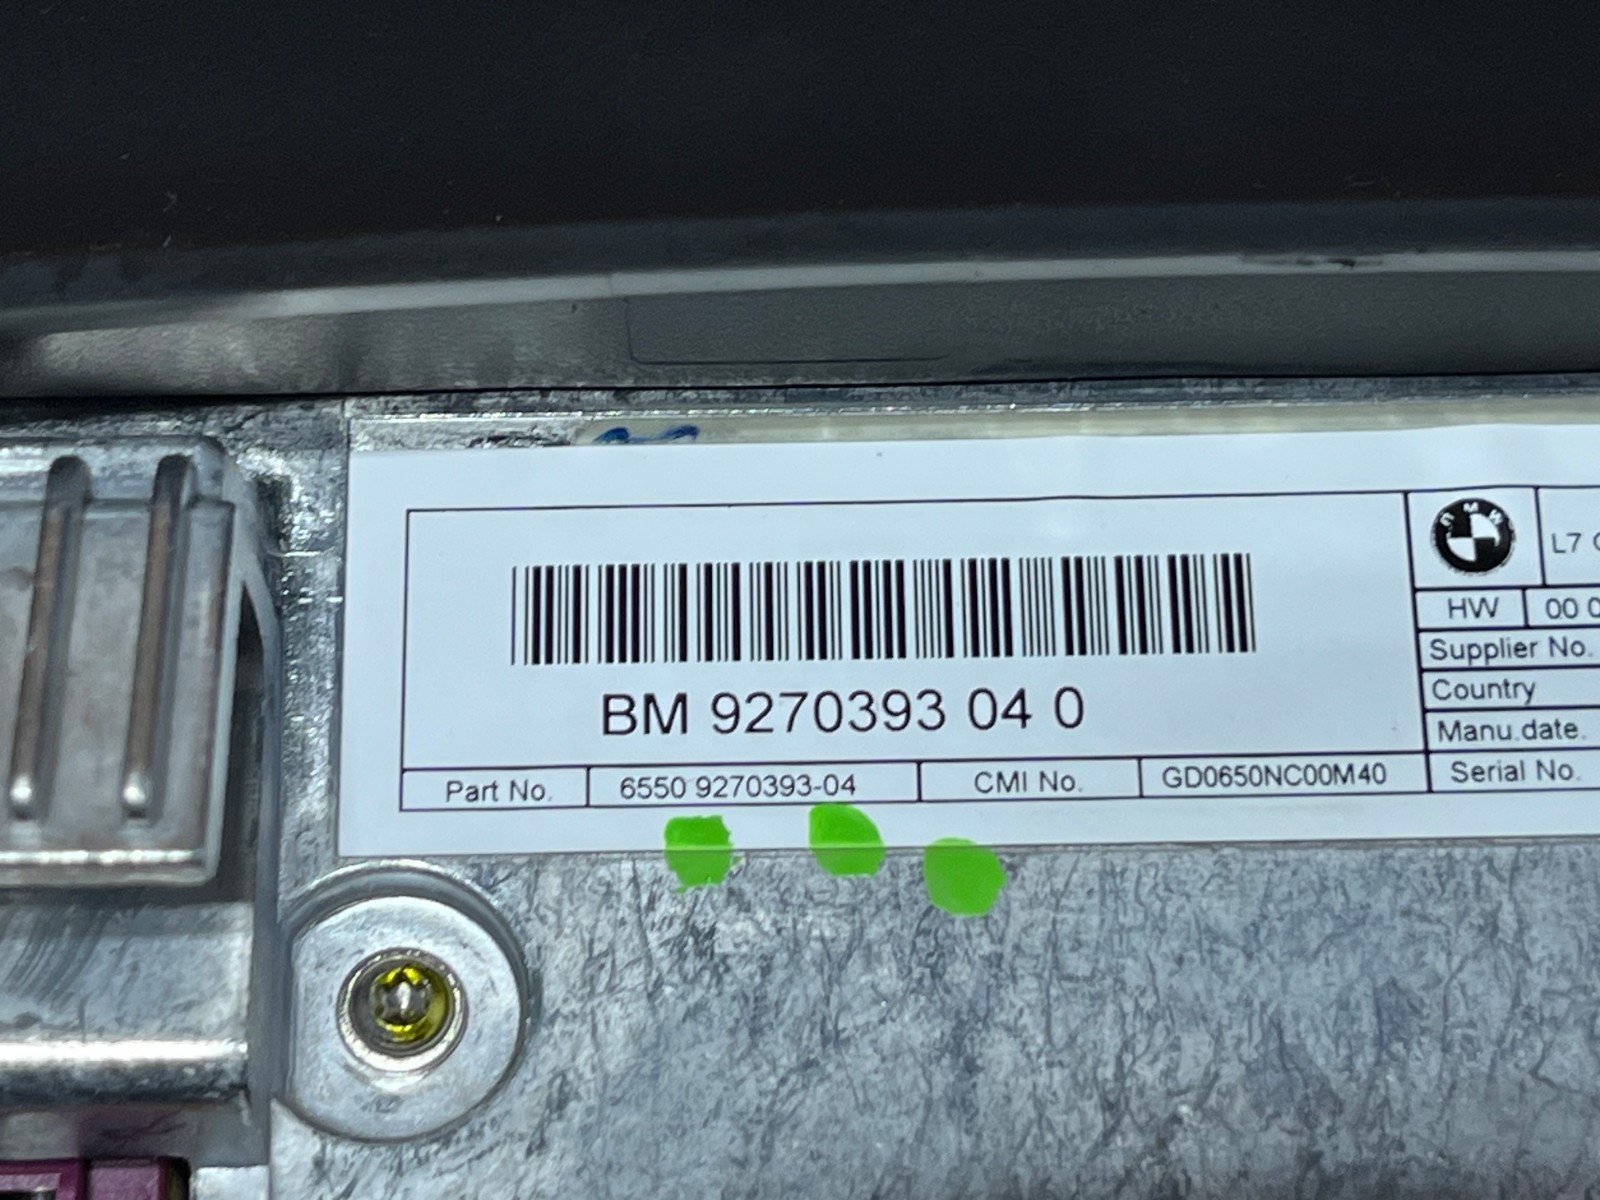 BMW
L7
HW 00
Supplier No.
Country
Manu.date.
Serial No.
BM 9270393 04 0
Part No. 6550 9270393-04 CMI No. GD0650NC00M40